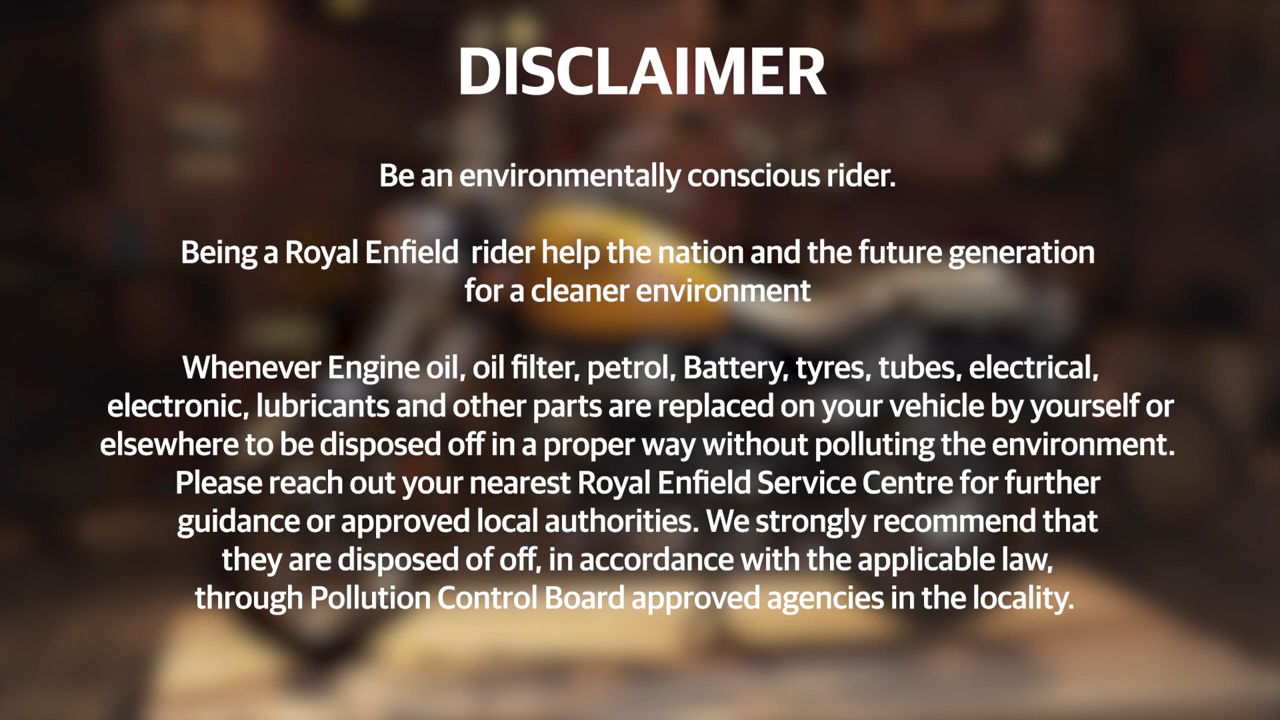 DISCLAIMER
Be an environmentally conscious rider.
Being a Royal Enfield  rider help the nation and the future generation
for a cleaner environment
Whenever Engine oil, oil filter, petrol, Battery, tyres, tubes, electrical,
electronic, lubricants and other parts are replaced on your vehicle by yourself or
elsewhere to be disposed off in a proper way without polluting the environment.
Please reach out your nearest Royal Enfield Service Centre for further
guidance or approved local authorities. We strongly recommend that
they are disposed of off, in accordance with the applicable law,
through Pollution Control Board approved agencies in the locality.